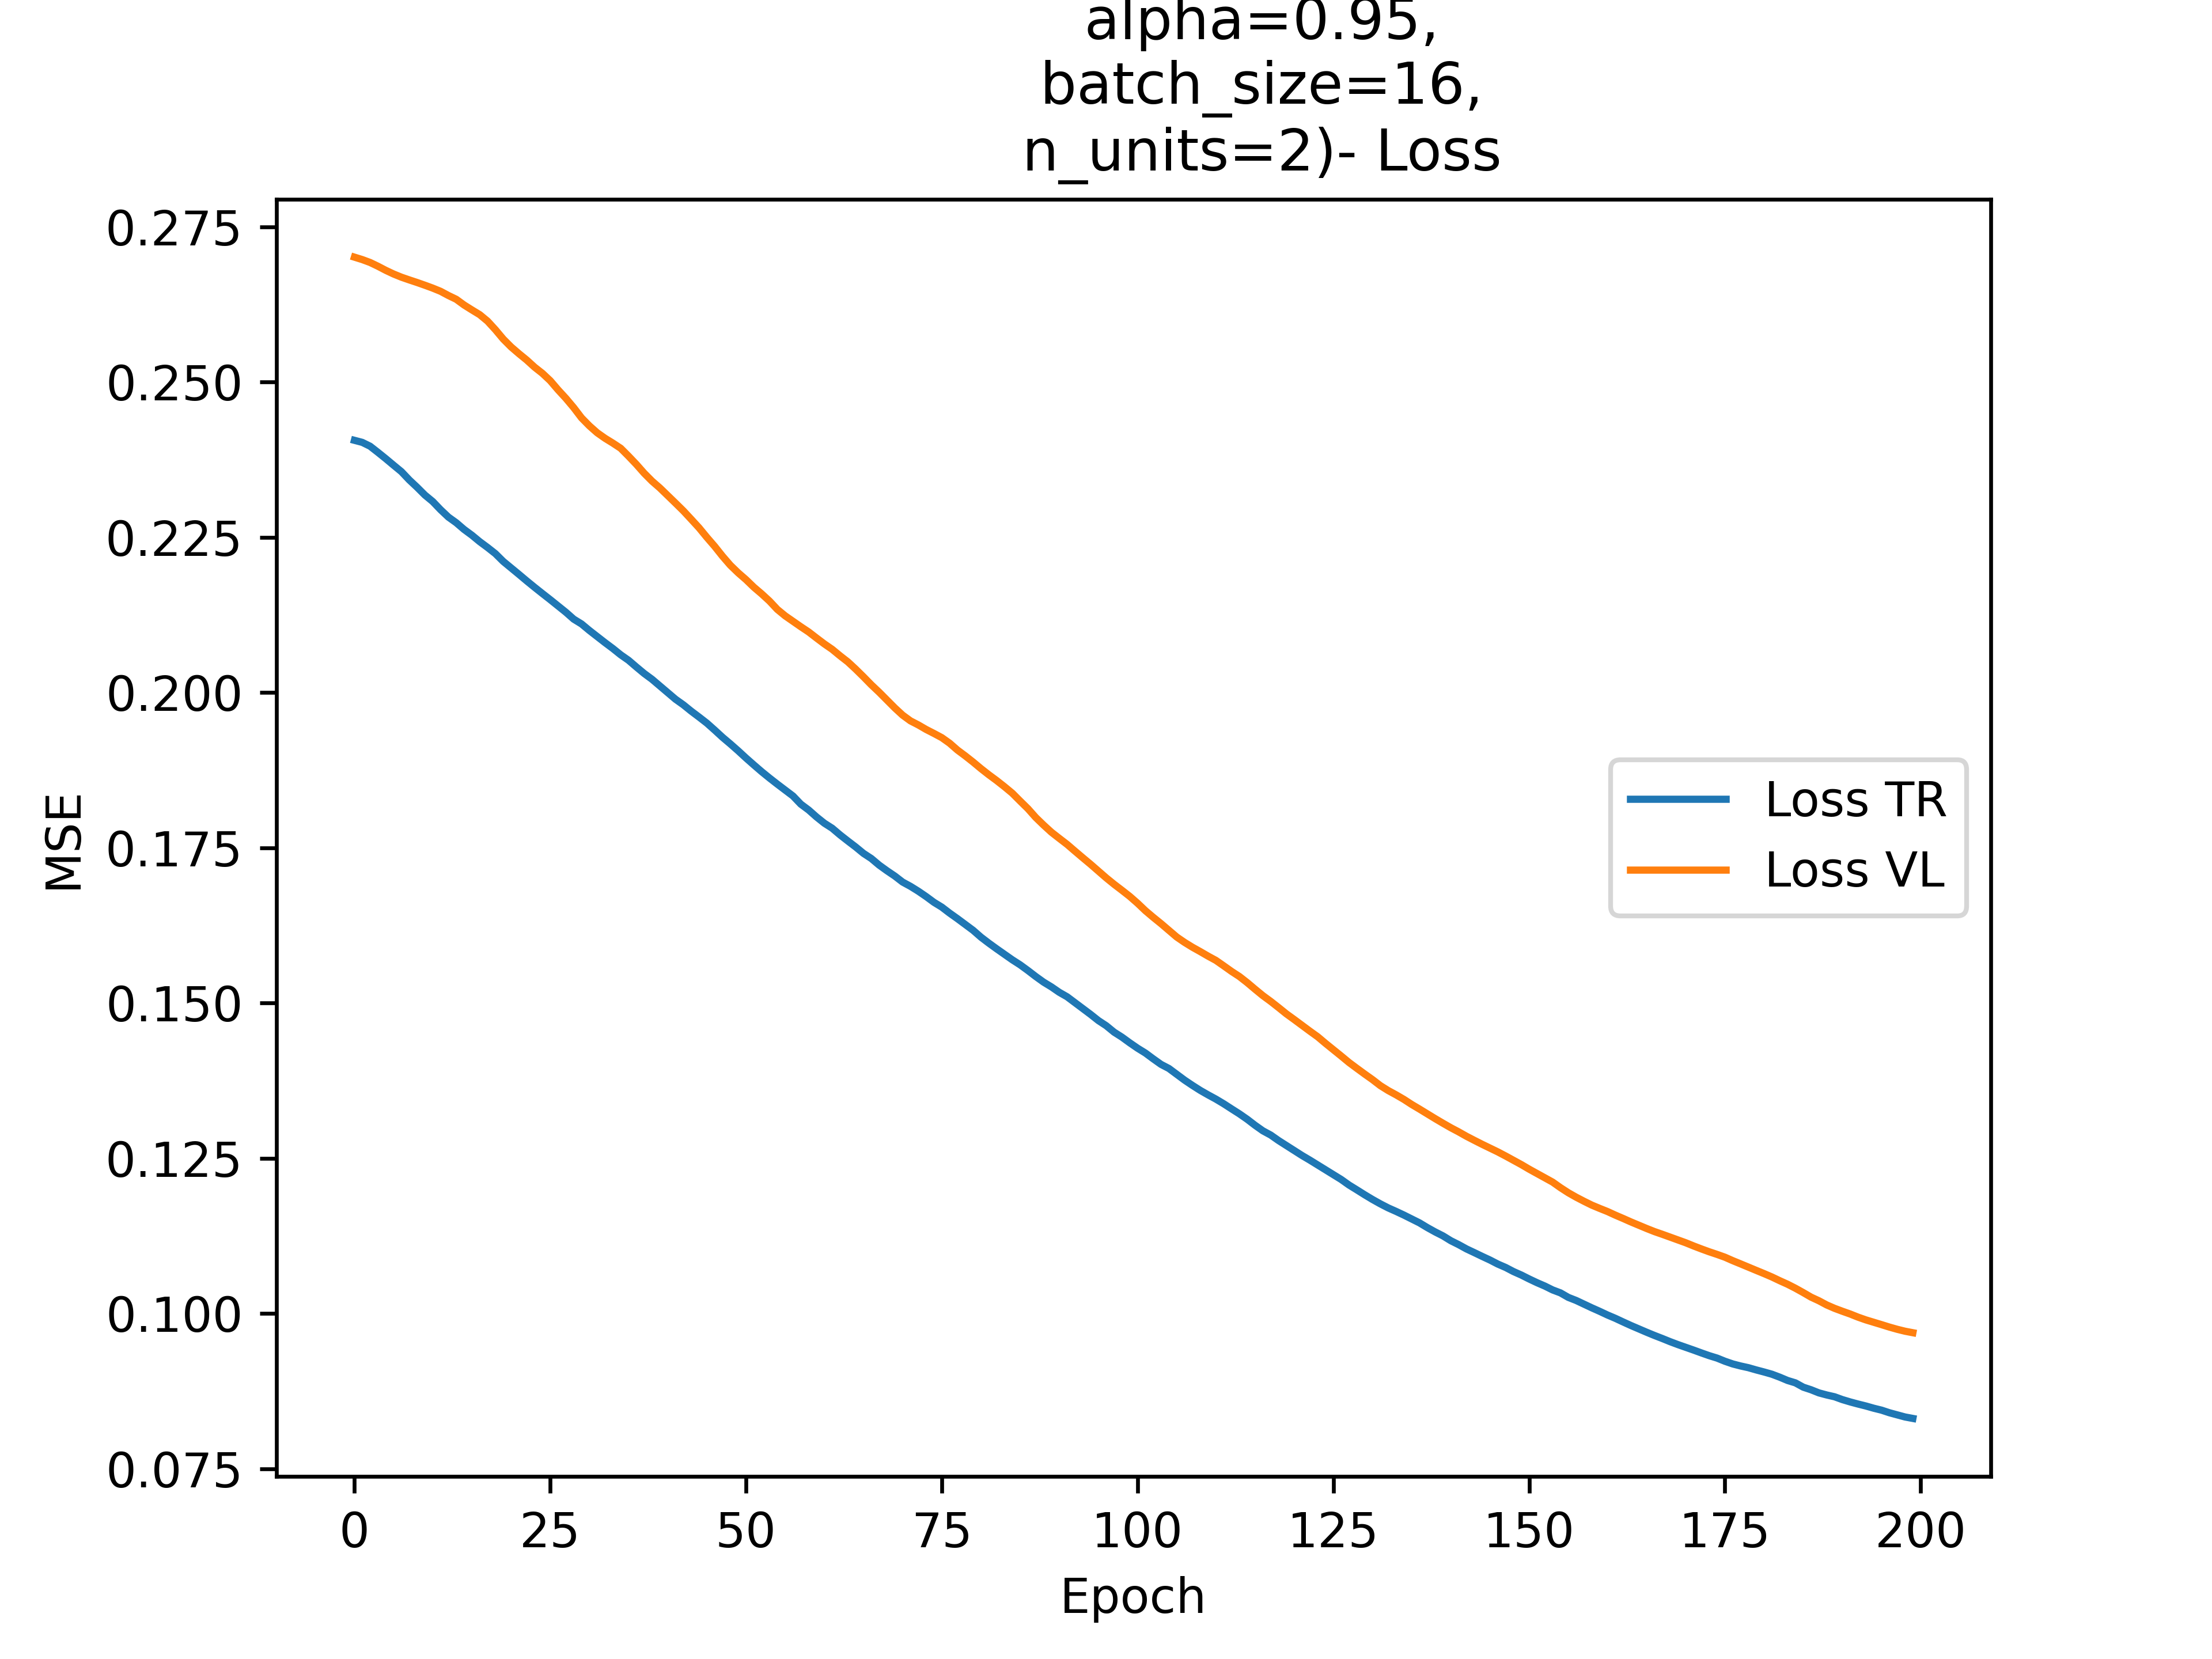 alpha=0.95,
batch_size=16,
n_units=2)- Loss
0.275
0.250
0.225
0.200
0.175
0.150
0.125
0.100
0.075
MSE
Loss TR
Loss VL
0 25 50 75 100 125 150 175 200
Epoch